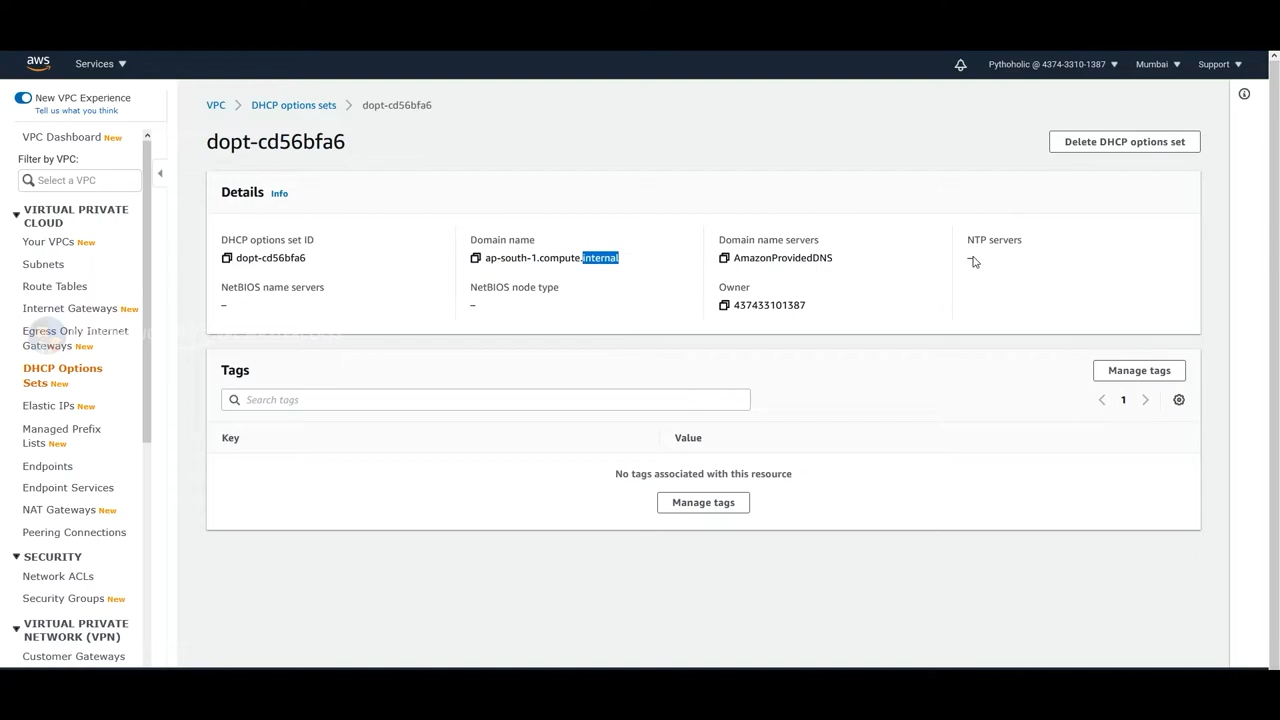 aws
Services
Pythoholic @ 4374-3310-1387
Mumbai
Support
New VPC Experience
Tell us what you think
VPC Dashboard New
Filter by VPC:
Select a VPC
VIRTUAL PRIVATE
CLOUD
Your VPCs New
Subnets
Route Tables
Internet Gateways New
Egress Only Internet
Gateways New
DHCP Options
Sets New
Elastic IPs New
Managed Prefix
Lists New
Endpoints
Endpoint Services
NAT Gateways New
Peering Connections
SECURITY
Network ACLs
Security Groups New
VIRTUAL PRIVATE
NETWORK (VPN)
Customer Gateways
VPC > DHCP options sets > dopt-cd56bfa6
dopt-cd56bfa6
Delete DHCP options set
Details Info
DHCP options set ID
dopt-cd56bfa6
Domain name
ap-south-1.compute.internal
Domain name servers
AmazonProvidedDNS
NTP servers
–
NetBIOS name servers
–
NetBIOS node type
–
Owner
437433101387
Tags
Manage tags
Search tags
1
Key
Value
No tags associated with this resource
Manage tags